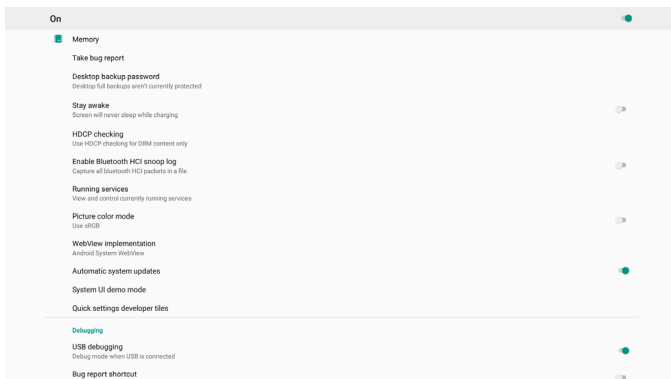 On
Memory
Take bug report
Desktop backup password
Desktop full backups aren't currently protected
Stay awake
Screen will never sleep while charging
HDCP checking
Use HDCP checking for DRM content only
Enable Bluetooth HCI snoop log
Capture all bluetooth HCI packets in a file
Running services
View and control currently running services
Picture color mode
Use sRGB
WebView implementation
Android System WebView
Automatic system updates
System UI demo mode
Quick settings developer tiles
Debugging
USB debugging
Debug mode when USB is connected
Bug report shortcut